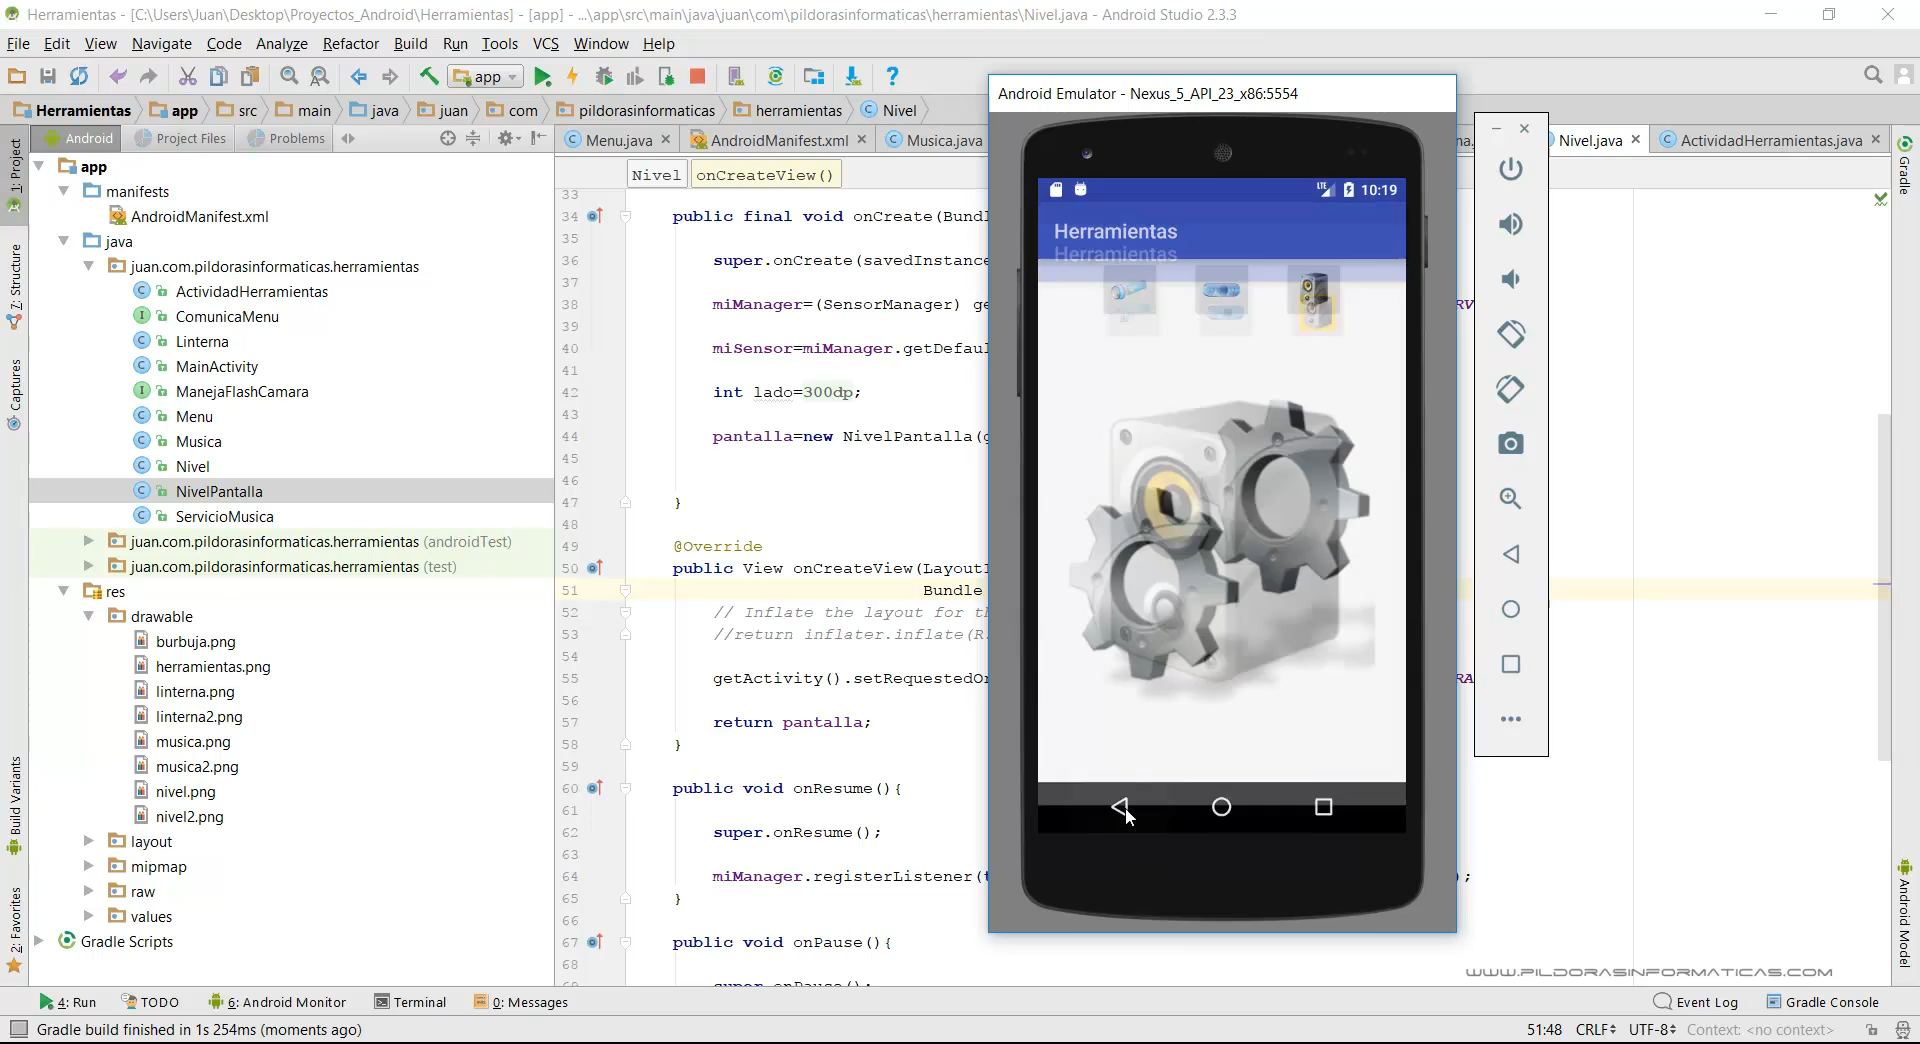 Herramientas - [C:\Users\Juan\Desktop\Proyectos_Android\Herramientas] - [app] - ...\app\src\main\java\juan\com\pildorasinformaticas\herramientas\Nivel.java - Android Studio 2.3.3
File Edit View Navigate Code Analyze Refactor Build Run Tools VCS Window Help
app
Herramientas app src main java juan com pildorasinformaticas herramientas Nivel
Android Project Files Problems
Menu.java AndroidManifest.xml Musica.java Nivel.java ActividadHerramientas.java
Nivel onCreateView()
1: Project
7: Structure
Captures
Build Variants
2: Favorites
app
manifests
AndroidManifest.xml
java
juan.com.pildorasinformaticas.herramientas
ActividadHerramientas
ComunicaMenu
Linterna
MainActivity
ManejaFlashCamara
Menu
Musica
Nivel
NivelPantalla
ServicioMusica
juan.com.pildorasinformaticas.herramientas (androidTest)
juan.com.pildorasinformaticas.herramientas (test)
res
drawable
burbuja.png
herramientas.png
linterna.png
linterna2.png
musica.png
musica2.png
nivel.png
nivel2.png
layout
mipmap
raw
values
Gradle Scripts
33
34 public final void onCreate(Bundl
35
36 super.onCreate(savedInstance
37
38 miManager=(SensorManager) ge RV
39
40 miSensor=miManager.getDefaul
41
42 int lado=300dp;
43
44 pantalla=new NivelPantalla(g
45
46
47 }
48
49 @Override
50 public View onCreateView(LayoutI
51 Bundle
52 // Inflate the layout for th
53 //return inflater.inflate(R.
54
55 getActivity().setRequestedOr RA
56
57 return pantalla;
58 }
59
60 public void onResume(){
61
62 super.onResume();
63
64 miManager.registerListener(t );
65 }
66
67 public void onPause(){
68
super.onPause();
Android Emulator - Nexus_5_API_23_x86:5554
LTE 10:19
Herramientas
Herramientas
Gradle
Android Model
WWW.PILDORASINFORMATICAS.COM
4: Run TODO 6: Android Monitor Terminal 0: Messages Event Log Gradle Console
Gradle build finished in 1s 254ms (moments ago) 51:48 CRLF UTF-8 Context: <no context>